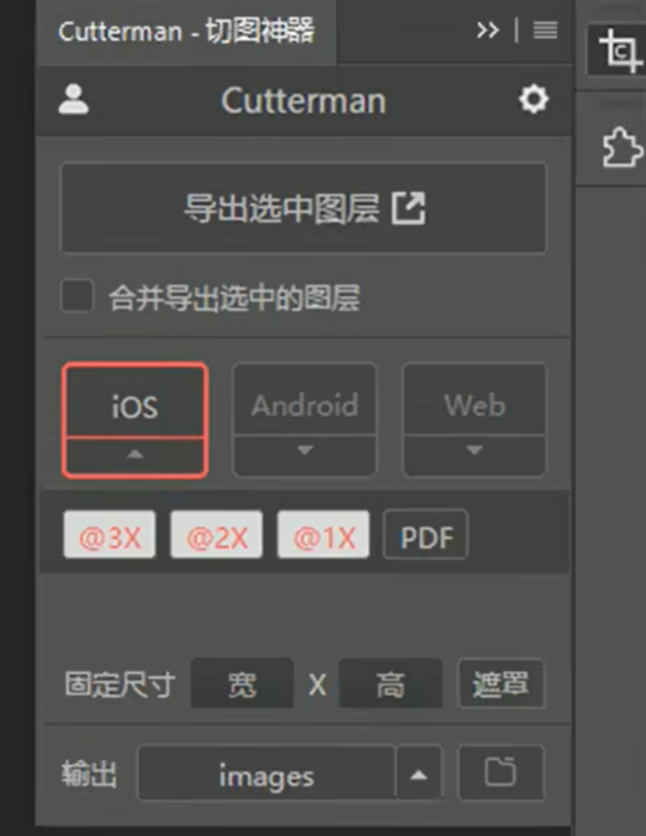 Cutterman - 切图神器
Cutterman
导出选中图层
合并导出选中的图层
iOS Android Web
@3X @2X @1X PDF
固定尺寸 宽 X 高 遮罩
输出 images